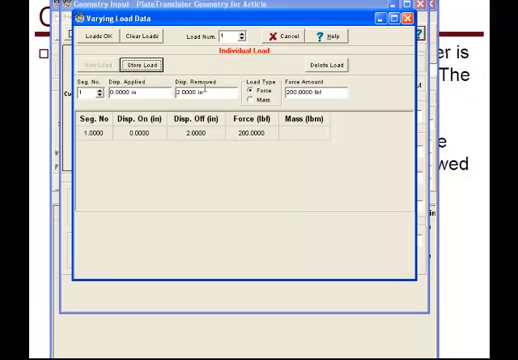 Geometry Input PlateTranslator Geometry for Article
Varying Load Data
Loads OK Clear Loads Load Num. 1 Cancel ? Help
Individual Load
New Load Store Load Delete Load
Seg. No. Disp. Applied Disp. Removed Load Type Force Amount
1 0.0000 in 2.0000 in Force 200.0000 lbf
Mass
Seg. No Disp. On (in) Disp. Off (in) Force (lbf) Mass (lbm)
1.0000 0.0000 2.0000 200.0000
er is
The
e
wed